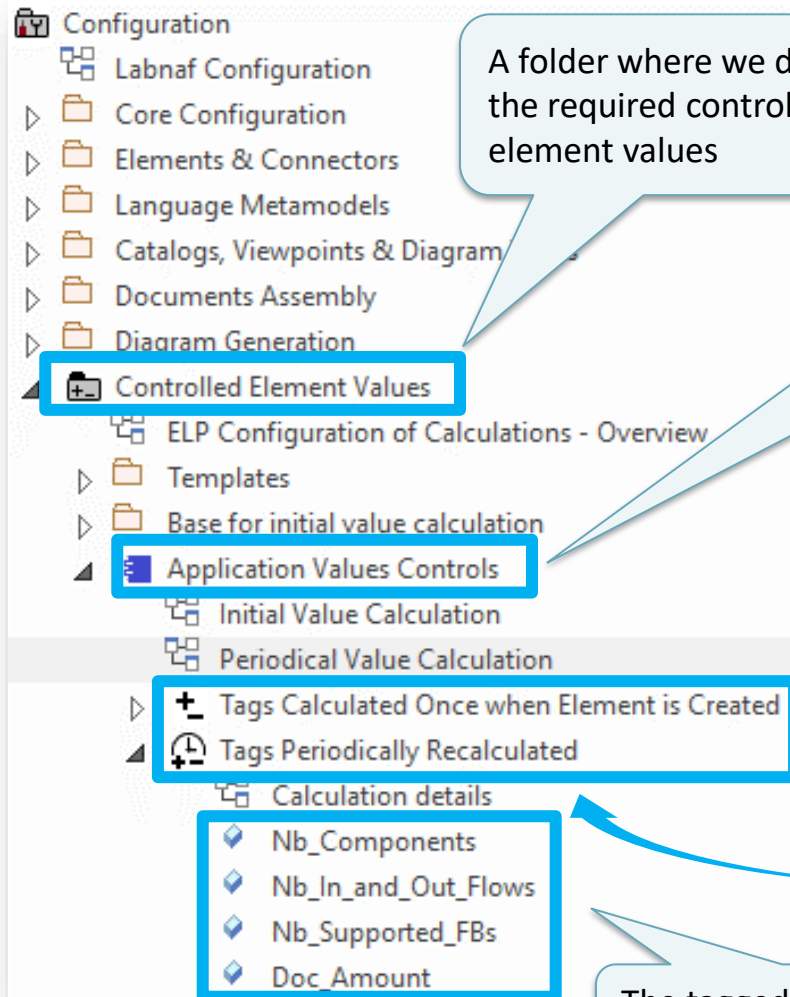 Configuration
Labnaf Configuration
A folder where we
Core Configuration
the required
Elements & Connectors
element values
Language Metamodels
Catalogs, Viewpoints & Diagram
Documents Assembly
Diagram Generation
Controlled Element Values
ELP Configuration of Calculations - Overview
Templates
Base for initial value calculation
Application Values Controls
Initial Value Calculation
Periodical Value Calculation
Tags Calculated Once when Element is Created
Tags Periodically Recalculated
Calculation details
Nb_Components
Nb_In_and_Out_Flows
Nb_Supported_FBs
Doc_Amount
The tagged